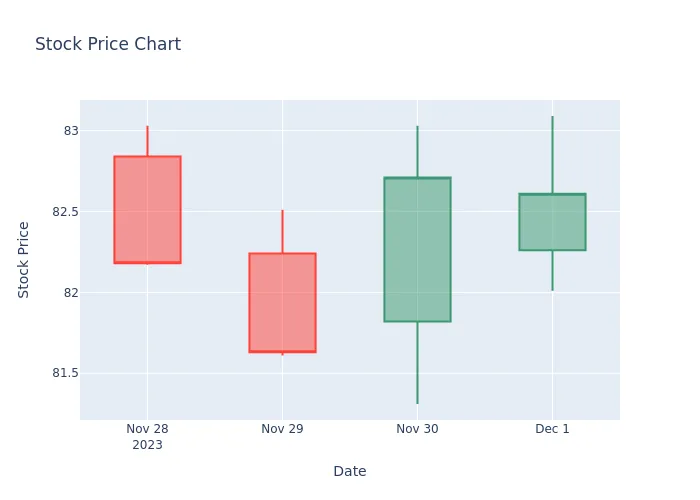 Stock Price Chart
Stock Price
83
82.5
82
81.5
Nov 28
2023
Nov 29
Nov 30
Dec 1
Date